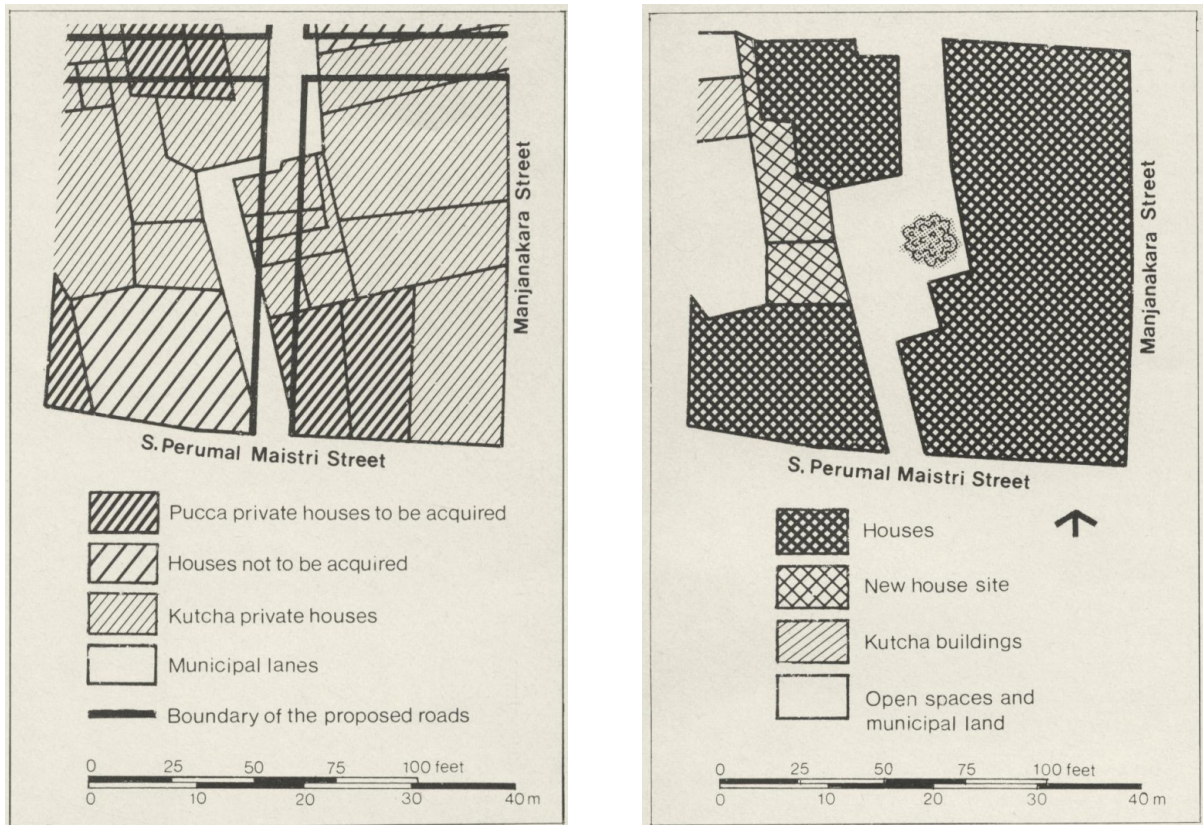 Manjanakara Street
S. Perumal Maistri Street
Pucca private houses to be acquired
Houses not to be acquired
Kutcha private houses
Municipal lanes
Boundary of the proposed roads
0 25 50 75 100 feet
0 10 20 30 40 m
Manjanakara Street
S. Perumal Maistri Street
Houses
New house site
Kutcha buildings
Open spaces and
municipal land
0 25 50 75 100 feet
0 10 20 30 40 m